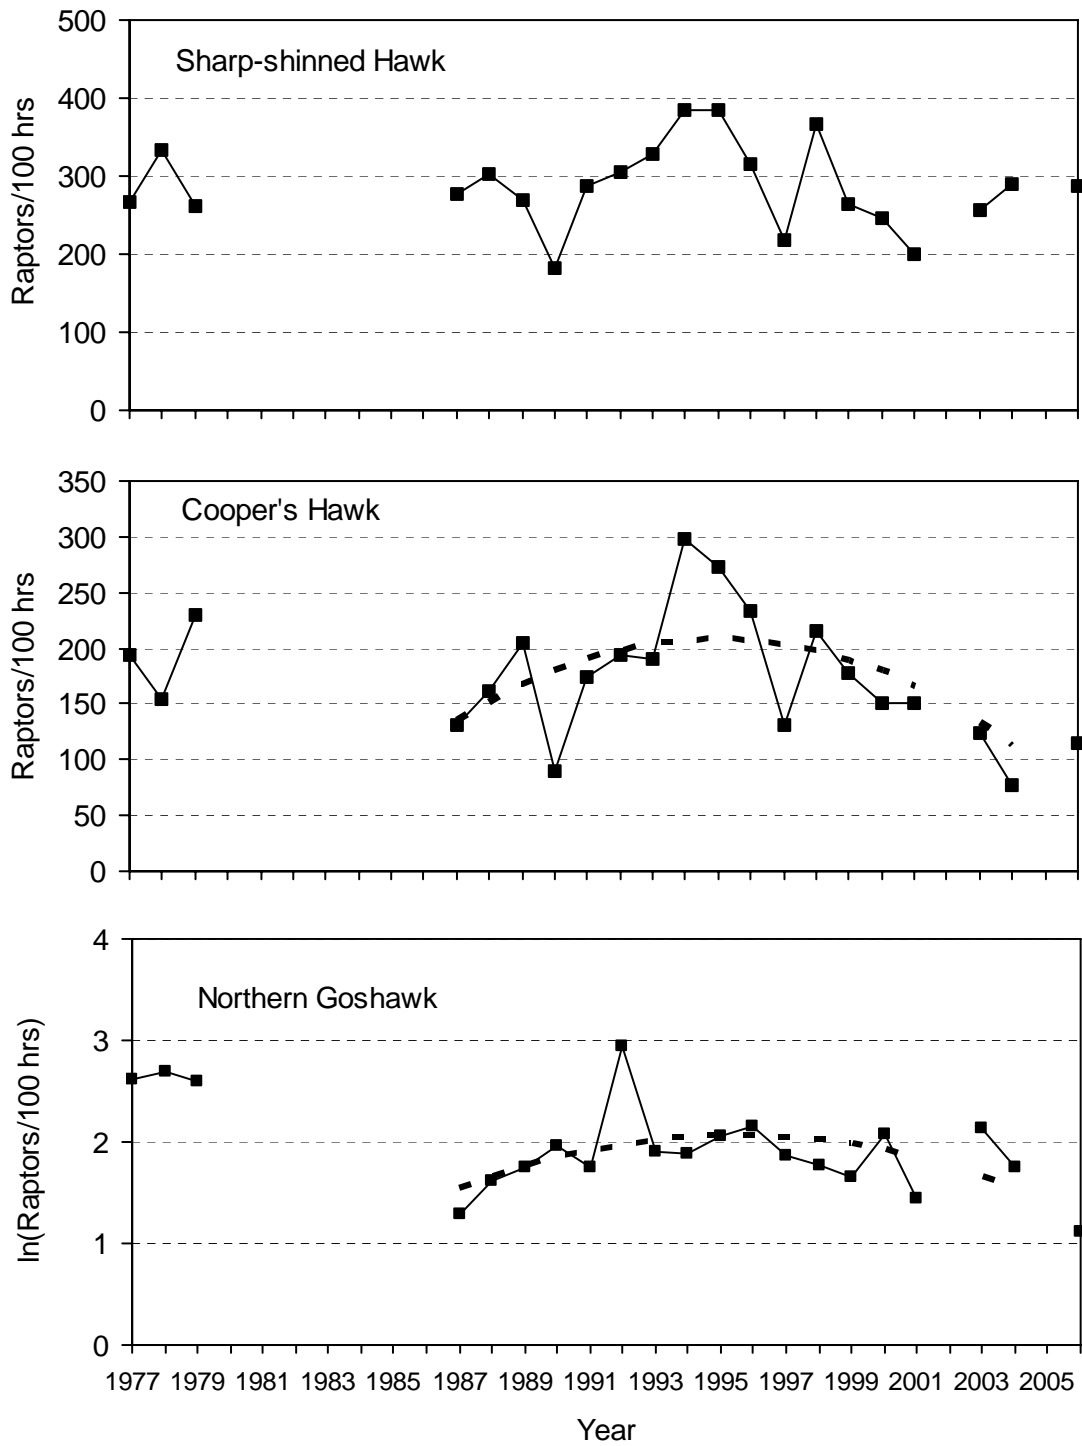 500
Sharp-shinned Hawk
400
300
200
100
0
Raptors/100 hrs
350
Cooper's Hawk
300
250
200
150
100
50
0
Raptors/100 hrs
4
Northern Goshawk
3
2
1
0
ln(Raptors/100 hrs)
1977 1979 1981 1983 1985 1987 1989 1991 1993 1995 1997 1999 2001 2003 2005
Year